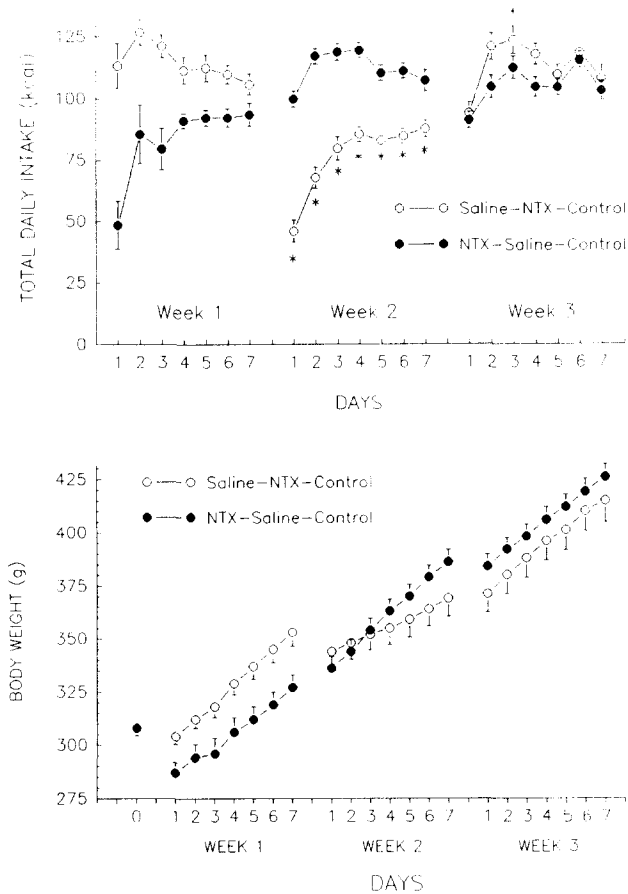 125
100
75
50
25
0
TOTAL DAILY INTAKE (kcal)
Saline-NTX-Control
NTX-Saline-Control
* * * * * * *
Week 1 Week 2 Week 3
1 2 3 4 5 6 7 1 2 3 4 5 6 7 1 2 3 4 5 6 7
DAYS
425
400
375
350
325
300
275
BODY WEIGHT (g)
Saline-NTX-Control
NTX-Saline-Control
0 1 2 3 4 5 6 7 1 2 3 4 5 6 7 1 2 3 4 5 6 7
WEEK 1 WEEK 2 WEEK 3
DAYS